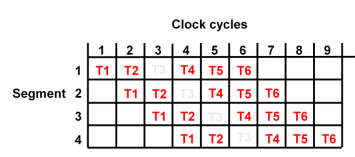 Clock cycles
1 2 3 4 5 6 7 8 9
1 T1 T2 T3 T4 T5 T6
Segment 2 T1 T2 T3 T4 T5 T6
3 T1 T2 T3 T4 T5 T6
4 T1 T2 T3 T4 T5 T6